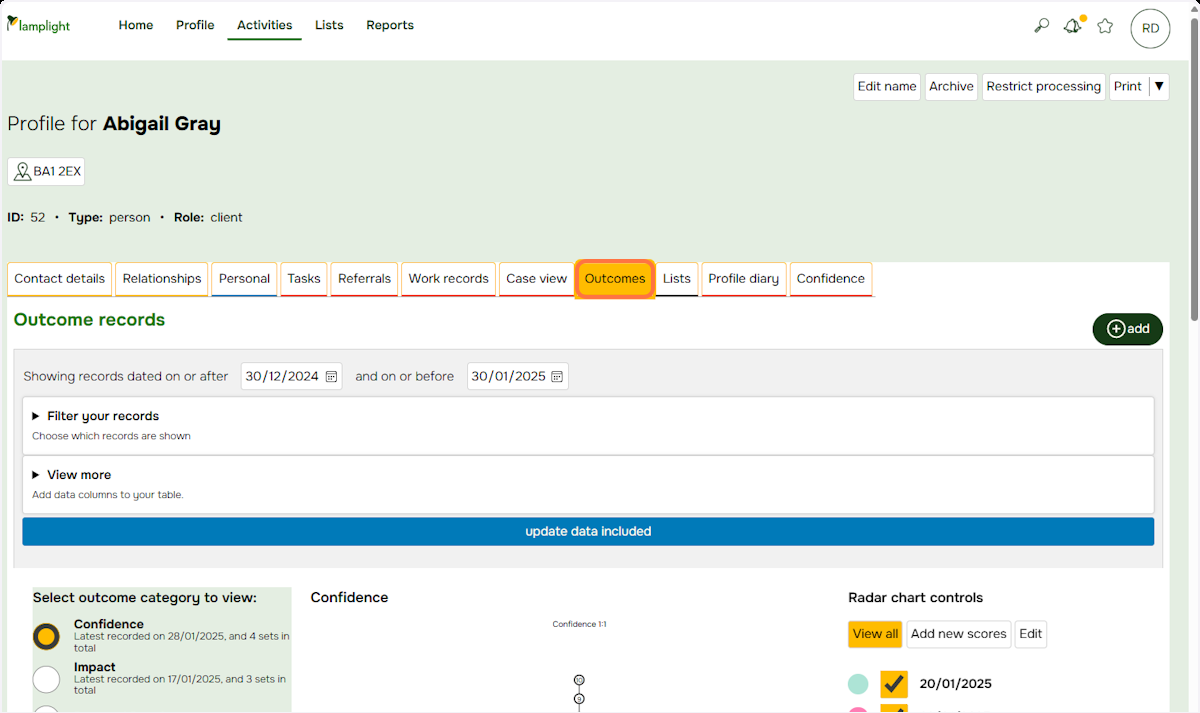 lamplight
Home Profile Activities Lists Reports
RD
Edit name Archive Restrict processing Print ▼
Profile for Abigail Gray
BA1 2EX
ID: 52 • Type: person • Role: client
Contact details Relationships Personal Tasks Referrals Work records Case view Outcomes Lists Profile diary Confidence
Outcome records
add
Showing records dated on or after 30/12/2024 and on or before 30/01/2025
Filter your records
Choose which records are shown
View more
Add data columns to your table.
update data included
Select outcome category to view:
Confidence
Latest recorded on 28/01/2025, and 4 sets in
total
Impact
Latest recorded on 17/01/2025, and 3 sets in
total
Confidence
Confidence 1:1
10
9
Radar chart controls
View all Add new scores Edit
20/01/2025